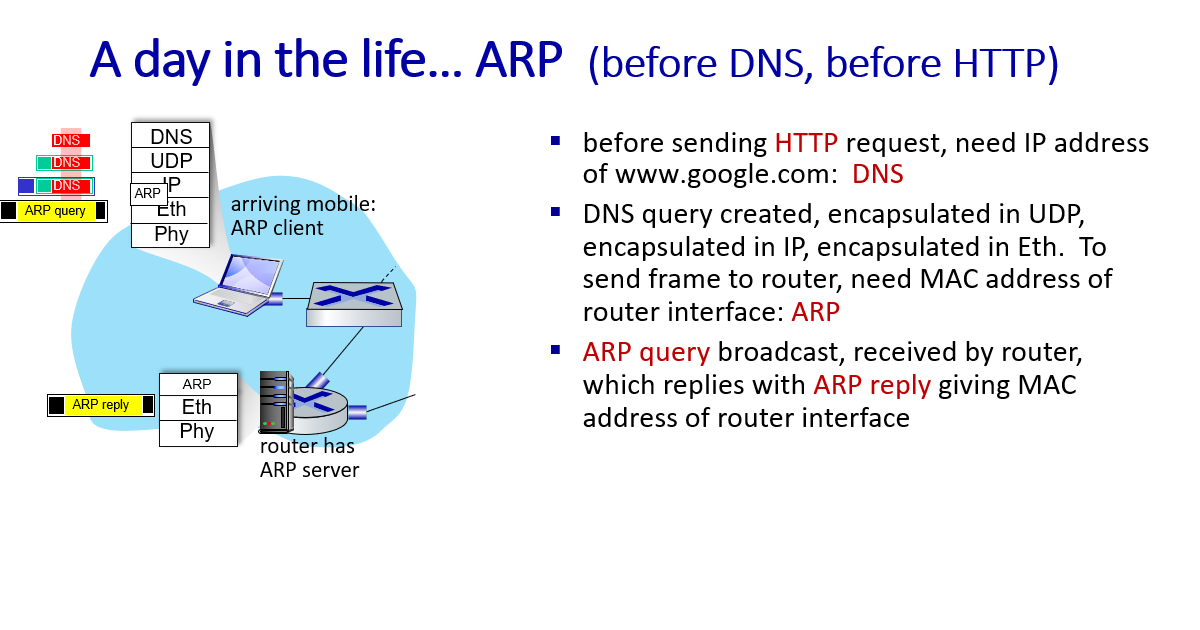 A day in the life... ARP (before DNS, before HTTP)
DNS
DNS
DNS
ARP query
DNS
UDP
IP
ARP
Eth
Phy
arriving mobile:
ARP client
ARP reply
ARP
Eth
Phy
router has
ARP server
▪ before sending HTTP request, need IP address
of www.google.com: DNS
▪ DNS query created, encapsulated in UDP,
encapsulated in IP, encapsulated in Eth. To
send frame to router, need MAC address of
router interface: ARP
▪ ARP query broadcast, received by router,
which replies with ARP reply giving MAC
address of router interface